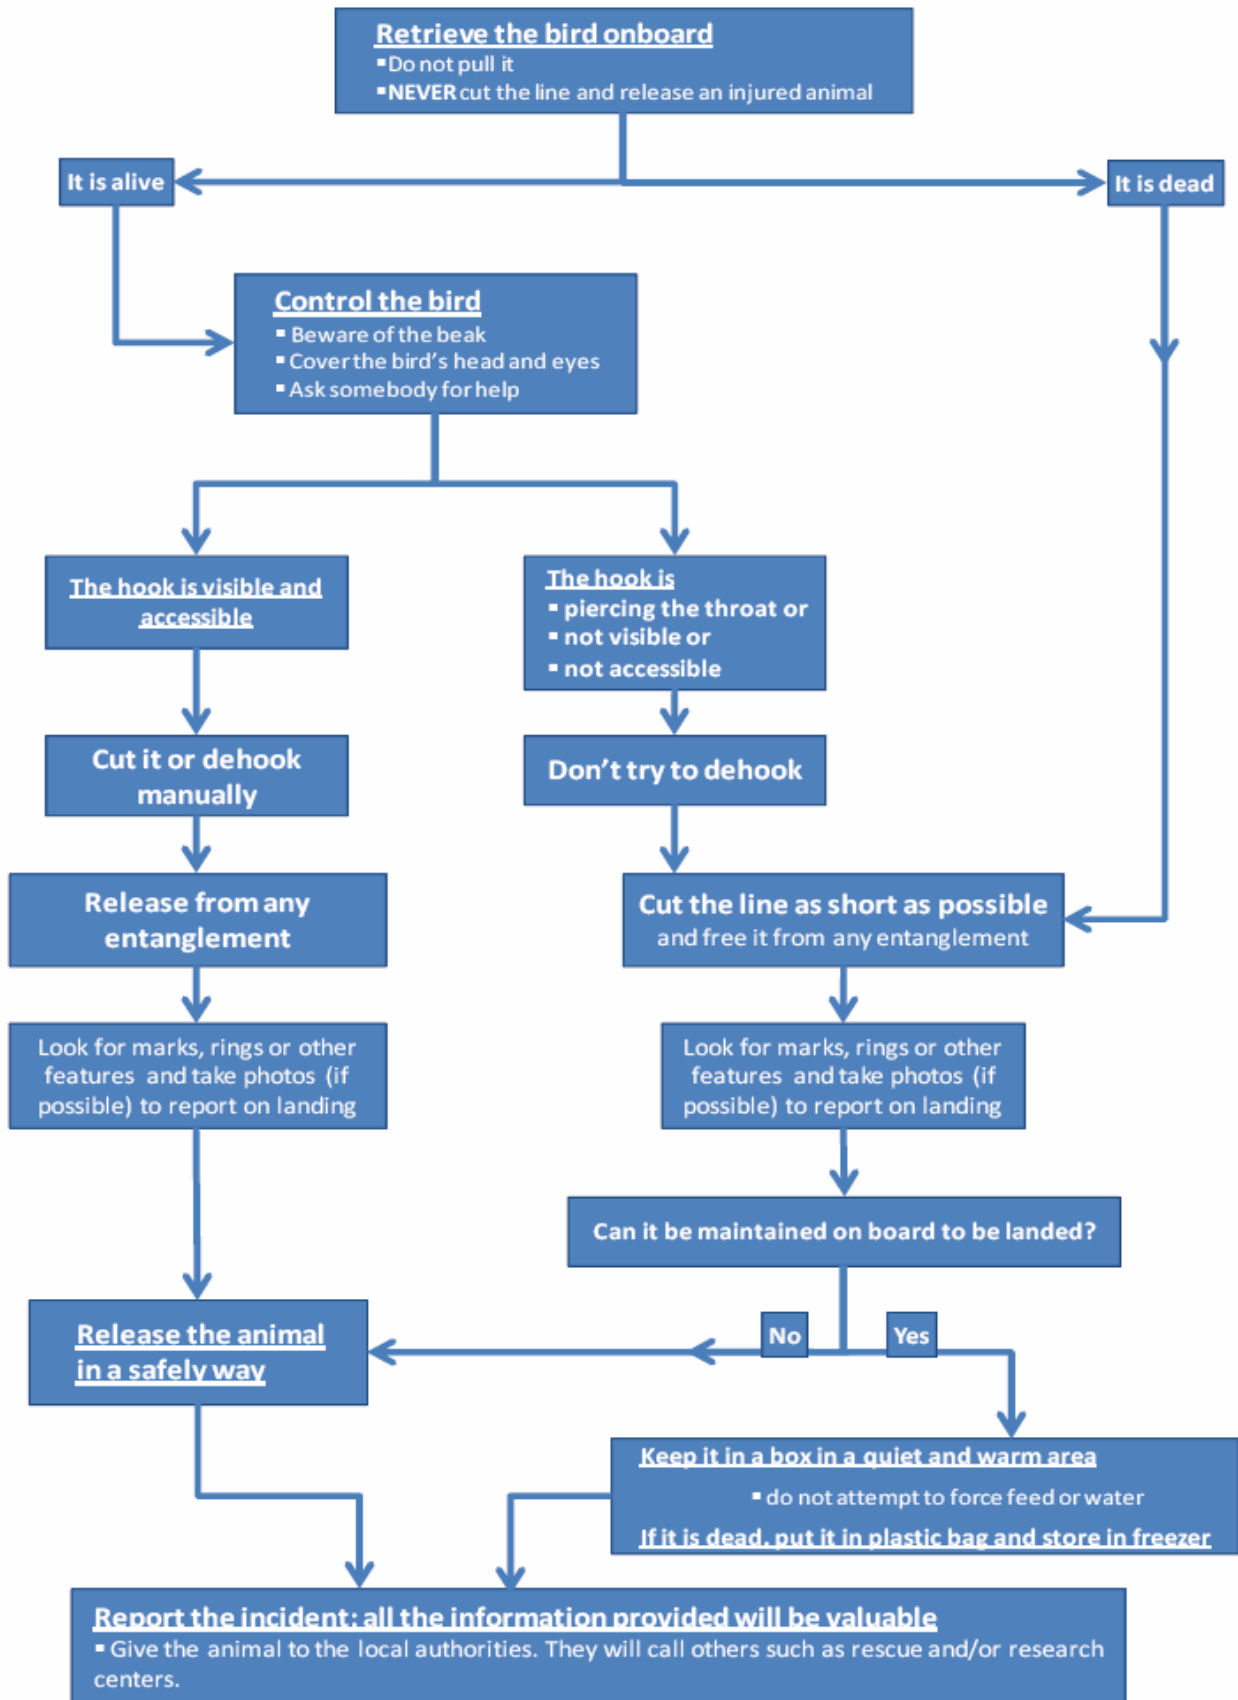 Retrieve the bird onboard
▪Do not pull it
▪NEVER cut the line and release an injured animal
It is alive
It is dead
Control the bird
▪ Beware of the beak
▪ Cover the bird's head and eyes
▪ Ask somebody for help
The hook is visible and
accessible
The hook is
▪ piercing the throat or
▪ not visible or
▪ not accessible
Cut it or dehook
manually
Don't try to dehook
Release from any
entanglement
Cut the line as short as possible
and free it from any entanglement
Look for marks, rings or other
features and take photos (if
possible) to report on landing
Look for marks, rings or other
features and take photos (if
possible) to report on landing
Can it be maintained on board to be landed?
No
Yes
Release the animal
in a safely way
Keep it in a box in a quiet and warm area
▪ do not attempt to force feed or water
If it is dead, put it in plastic bag and store in freezer
Report the incident: all the information provided will be valuable
▪ Give the animal to the local authorities. They will call others such as rescue and/or research
centers.